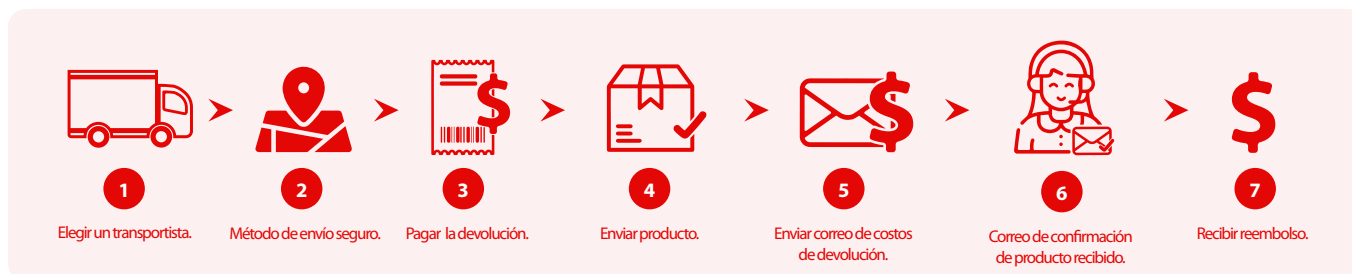 1
Elegir un transportista.
2
Método de envío seguro.
3
Pagar la devolución.
4
Enviar producto.
5
Enviar correo de costos
de devolución.
6
Correo de confirmación
de producto recibido.
7
Recibir reembolso.